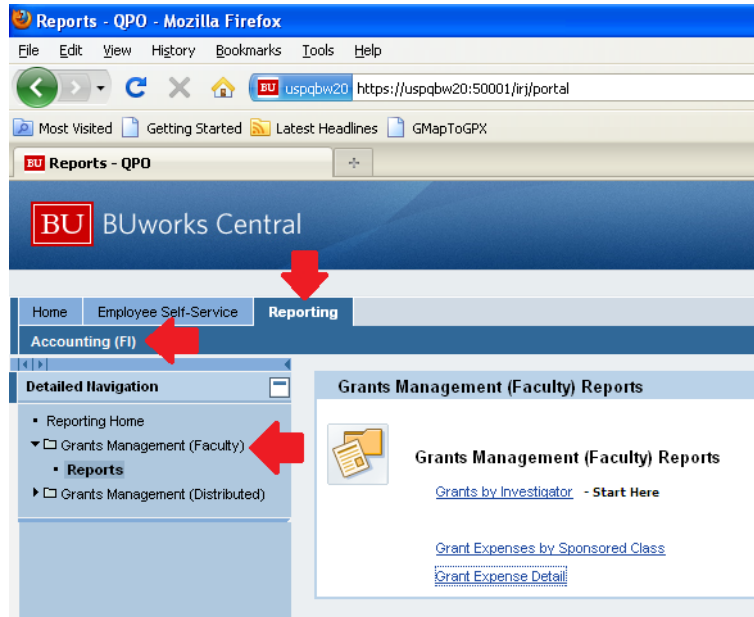 Reports - QPO - Mozilla Firefox
File Edit View History Bookmarks Tools Help
BU uspqbw20 https://uspqbw20:50001/irj/portal
Most Visited Getting Started Latest Headlines GMapToGPX
BU Reports - QPO
BU BUworks Central
Home Employee Self-Service Reporting
Accounting (FI)
Detailed Navigation
Reporting Home
Grants Management (Faculty)
Reports
Grants Management (Distributed)
Grants Management (Faculty) Reports
Grants Management (Faculty) Reports
Grants by Investigator - Start Here
Grant Expenses by Sponsored Class
Grant Expense Detail